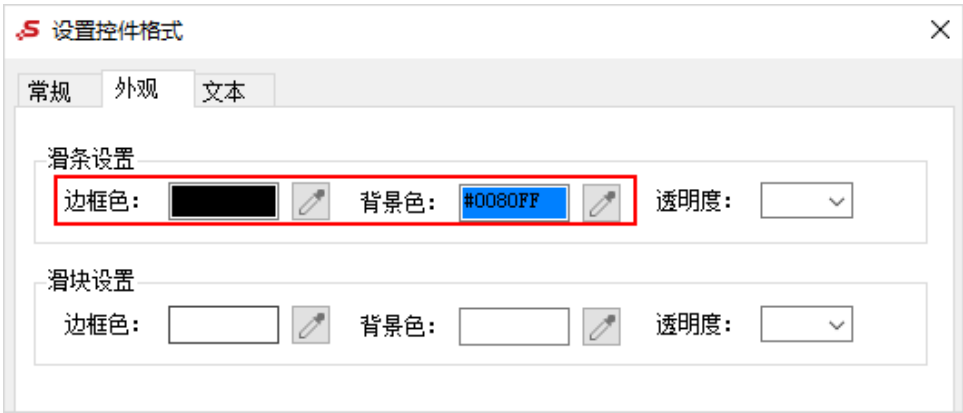 设置控件格式
常规 外观 文本
滑条设置
边框色： 背景色： #0080FF 透明度：
滑块设置
边框色： 背景色： 透明度：